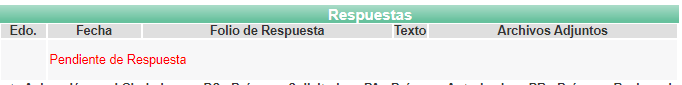 Respuestas
Edo. Fecha Folio de Respuesta Texto Archivos Adjuntos
Pendiente de Respuesta